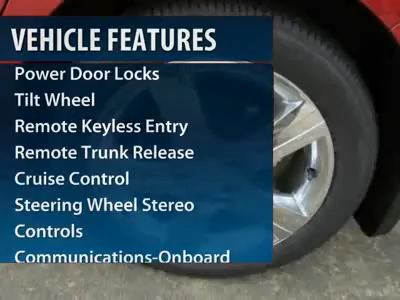 VEHICLE FEATURES
Power Door Locks
Tilt Wheel
Remote Keyless Entry
Remote Trunk Release
Cruise Control
Steering Wheel Stereo
Controls
Communications-Onboard